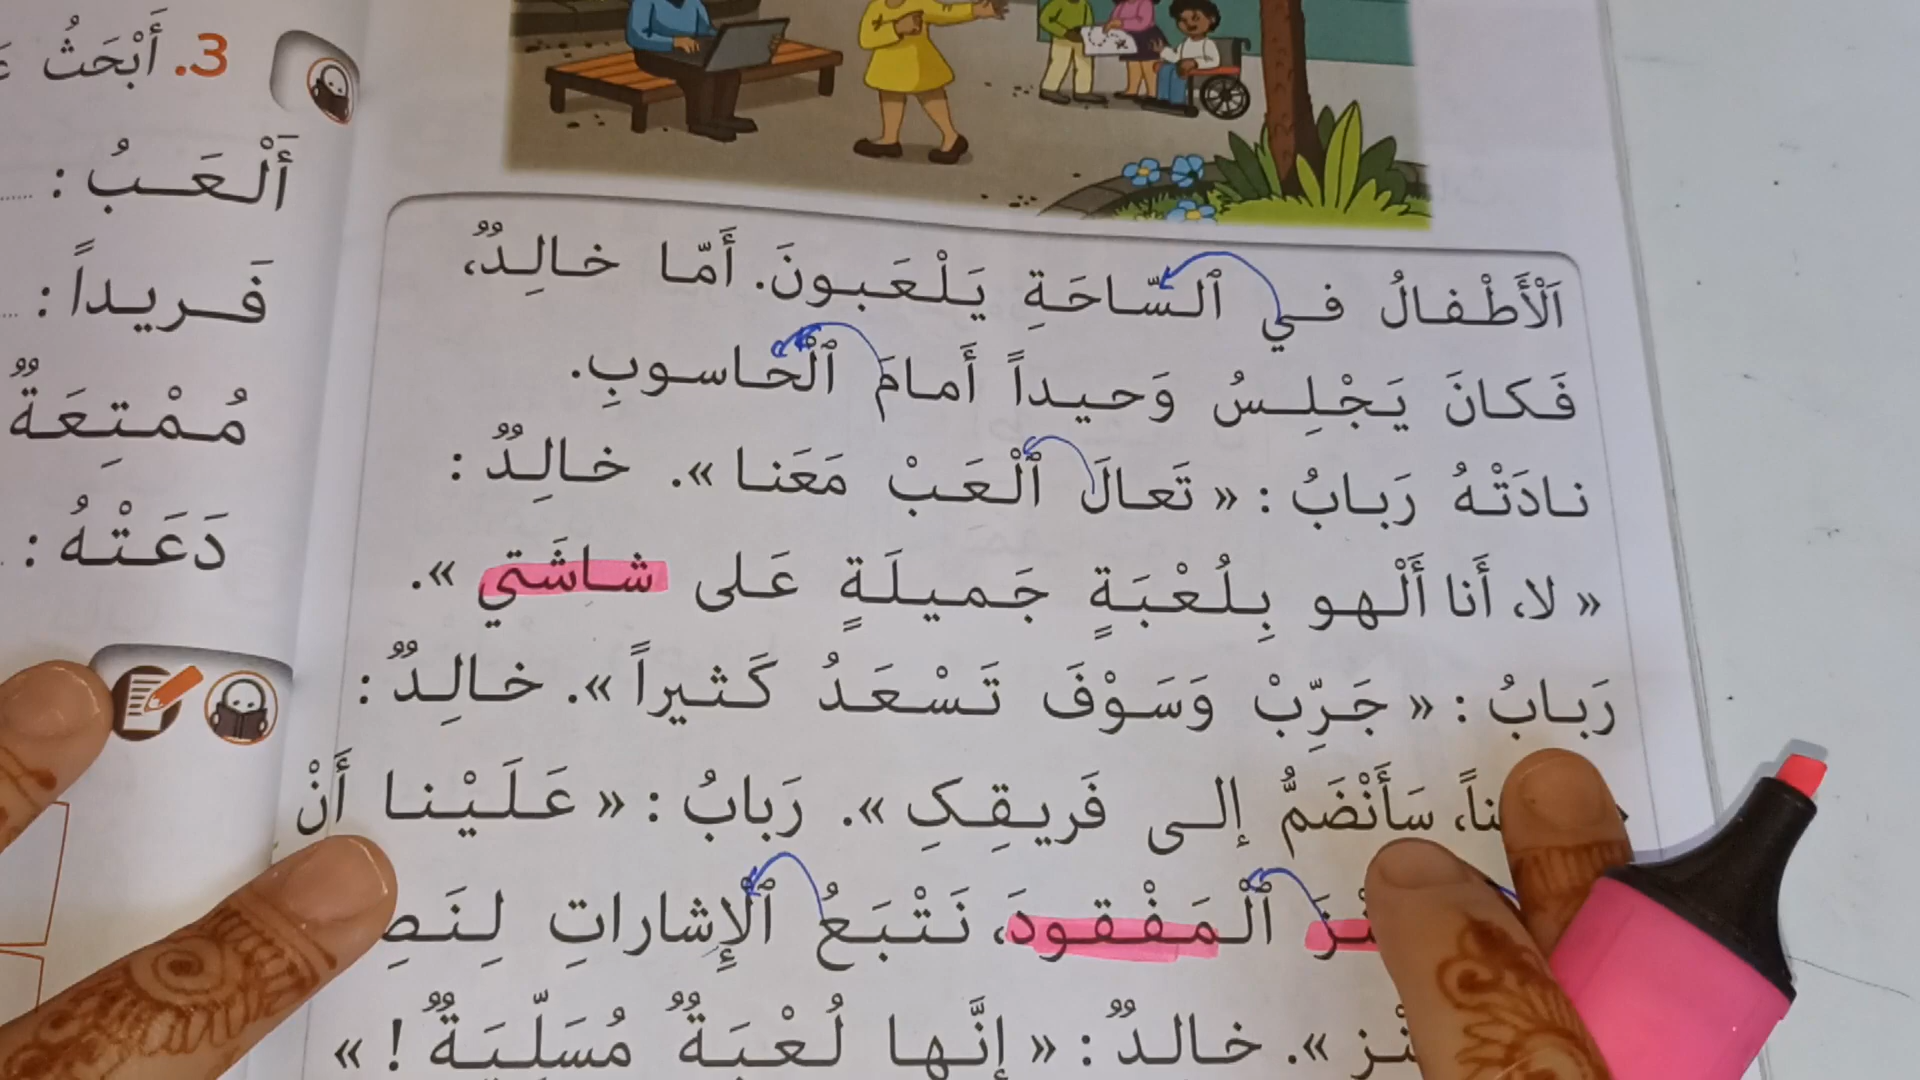 اَلْأَطْفالُ في ٱلسّاحَةِ يَلْعَبونَ. أَمّا خالِدٌ،
فَكانَ يَجْلِسُ وَحيداً أَمامَ ٱلْحاسوبِ.
نادَتْهُ رَبابُ : « تَعالَ ٱلْعَبْ مَعَنا ». خالِدٌ :
« لا، أَنا أَلْهو بِلُعْبَةٍ جَميلَةٍ عَلى شاشَتي ».
رَبابُ : « جَرِّبْ وَسَوْفَ تَسْعَدُ كَثيراً ». خالِدٌ :
سَأَنْضَمُّ إِلى فَريقِكِ ». رَبابُ : « عَلَيْنا أَنْ
ٱلْمَفْقودَ، نَتْبَعُ ٱلْإِشاراتِ
». خالِدٌ : « إِنَّها لُعْبَةٌ مُسَلِّيَةٌ ! »
3. أَبْحَثُ
أَلْعَبُ :
فَريداً :
مُمْتِعَةٌ
دَعَتْهُ :